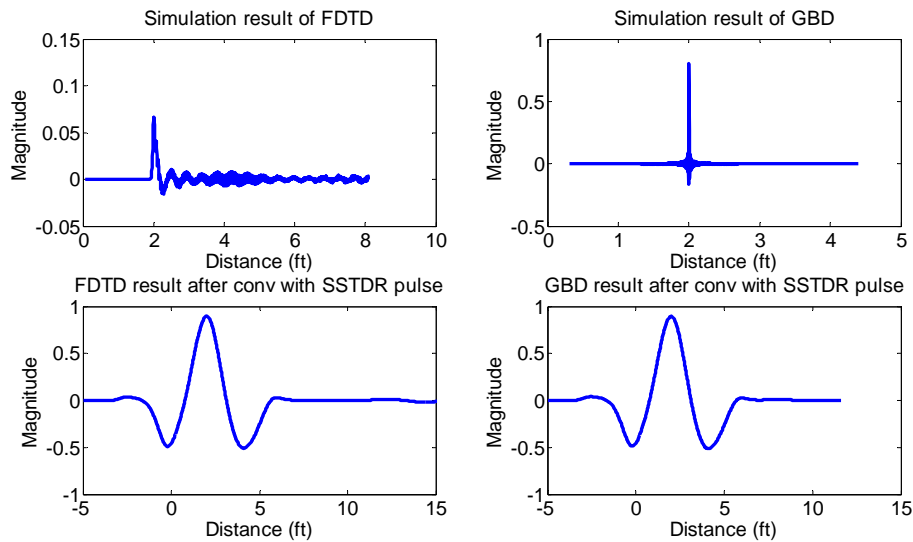 Simulation result of FDTD
0.15
0.1
0.05
0
-0.05
Magnitude
0 2 4 6 8 10
Distance (ft)
Simulation result of GBD
1
0.5
0
-0.5
Magnitude
0 1 2 3 4 5
Distance (ft)
FDTD result after conv with SSTDR pulse
1
0.5
0
-0.5
-1
Magnitude
-5 0 5 10 15
Distance (ft)
GBD result after conv with SSTDR pulse
1
0.5
0
-0.5
-1
Magnitude
-5 0 5 10 15
Distance (ft)